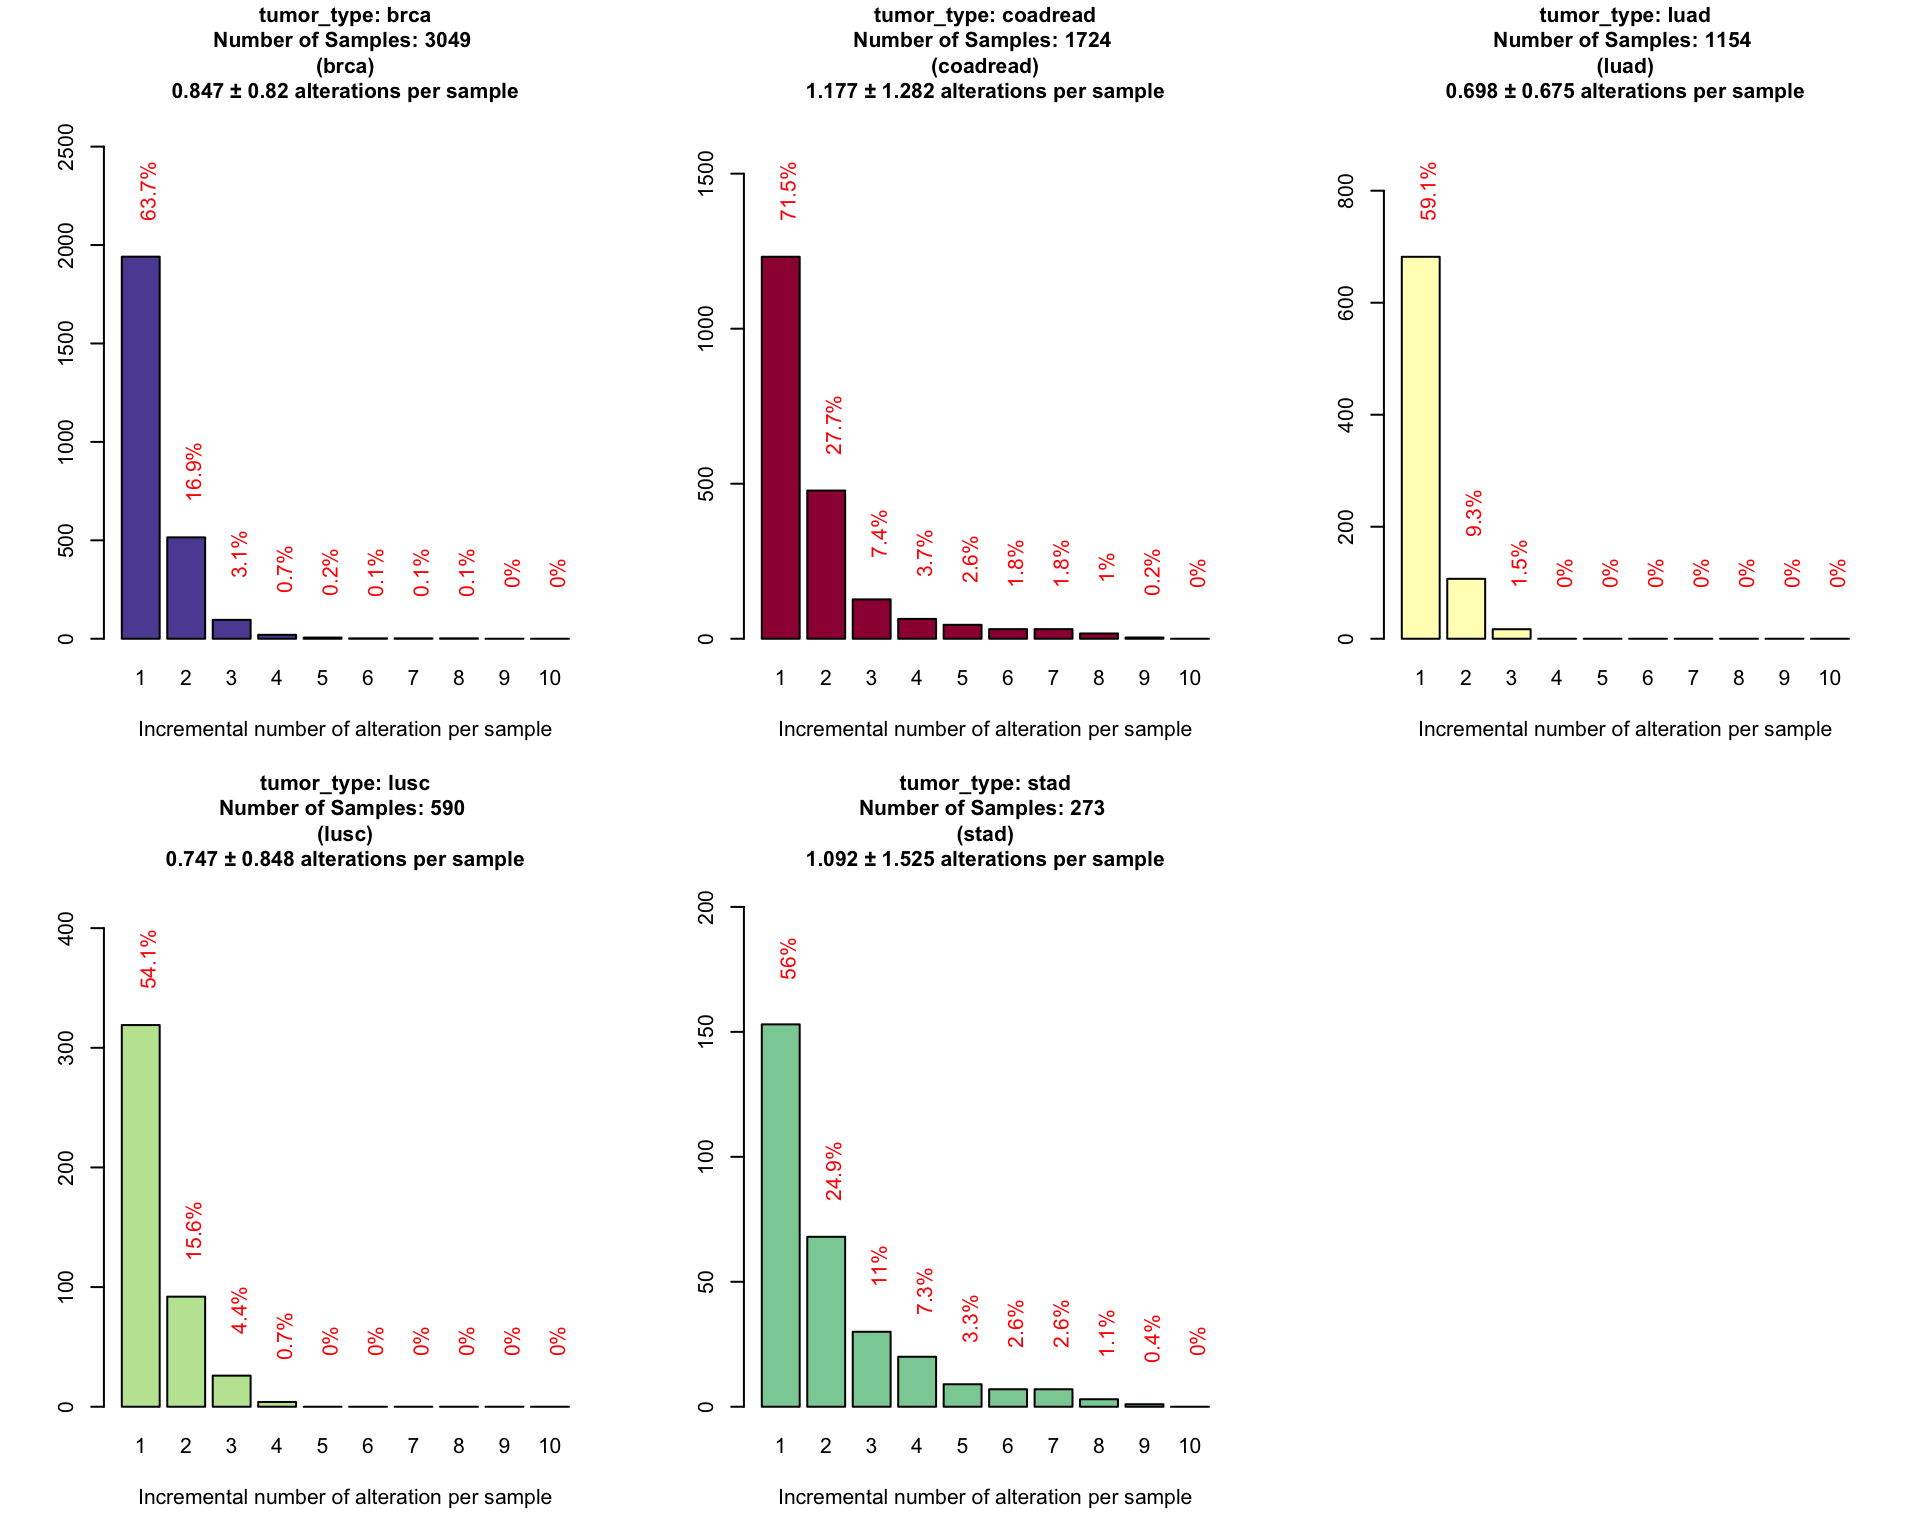 tumor_type: brca
Number of Samples: 3049
(brca)
0.847 ± 0.82 alterations per sample
2500
2000
1500
1000
500
0
63.7%
16.9%
3.1%
0.7%
0.2%
0.1%
0.1%
0.1%
0%
0%
1 2 3 4 5 6 7 8 9 10
Incremental number of alteration per sample
tumor_type: coadread
Number of Samples: 1724
(coadread)
1.177 ± 1.282 alterations per sample
1500
1000
500
0
71.5%
27.7%
7.4%
3.7%
2.6%
1.8%
1.8%
1%
0.2%
0%
1 2 3 4 5 6 7 8 9 10
Incremental number of alteration per sample
tumor_type: luad
Number of Samples: 1154
(luad)
0.698 ± 0.675 alterations per sample
800
600
400
200
0
59.1%
9.3%
1.5%
0%
0%
0%
0%
0%
0%
0%
1 2 3 4 5 6 7 8 9 10
Incremental number of alteration per sample
tumor_type: lusc
Number of Samples: 590
(lusc)
0.747 ± 0.848 alterations per sample
400
300
200
100
0
54.1%
15.6%
4.4%
0.7%
0%
0%
0%
0%
0%
0%
1 2 3 4 5 6 7 8 9 10
Incremental number of alteration per sample
tumor_type: stad
Number of Samples: 273
(stad)
1.092 ± 1.525 alterations per sample
200
150
100
50
0
56%
24.9%
11%
7.3%
3.3%
2.6%
2.6%
1.1%
0.4%
0%
1 2 3 4 5 6 7 8 9 10
Incremental number of alteration per sample